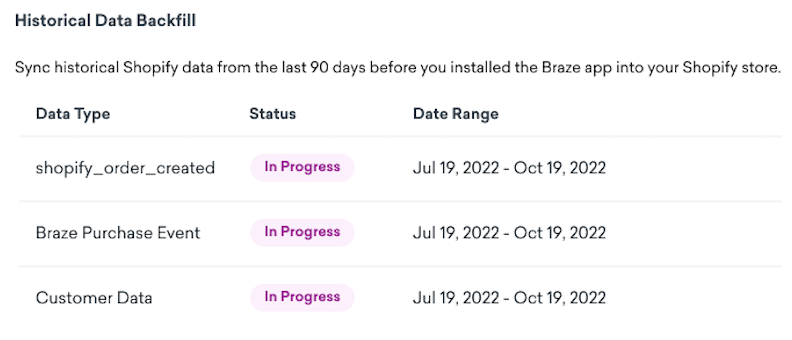 Historical Data Backfill
Sync historical Shopify data from the last 90 days before you installed the Braze app into your Shopify store.
Data Type Status Date Range
shopify_order_created In Progress Jul 19, 2022 - Oct 19, 2022
Braze Purchase Event In Progress Jul 19, 2022 - Oct 19, 2022
Customer Data In Progress Jul 19, 2022 - Oct 19, 2022